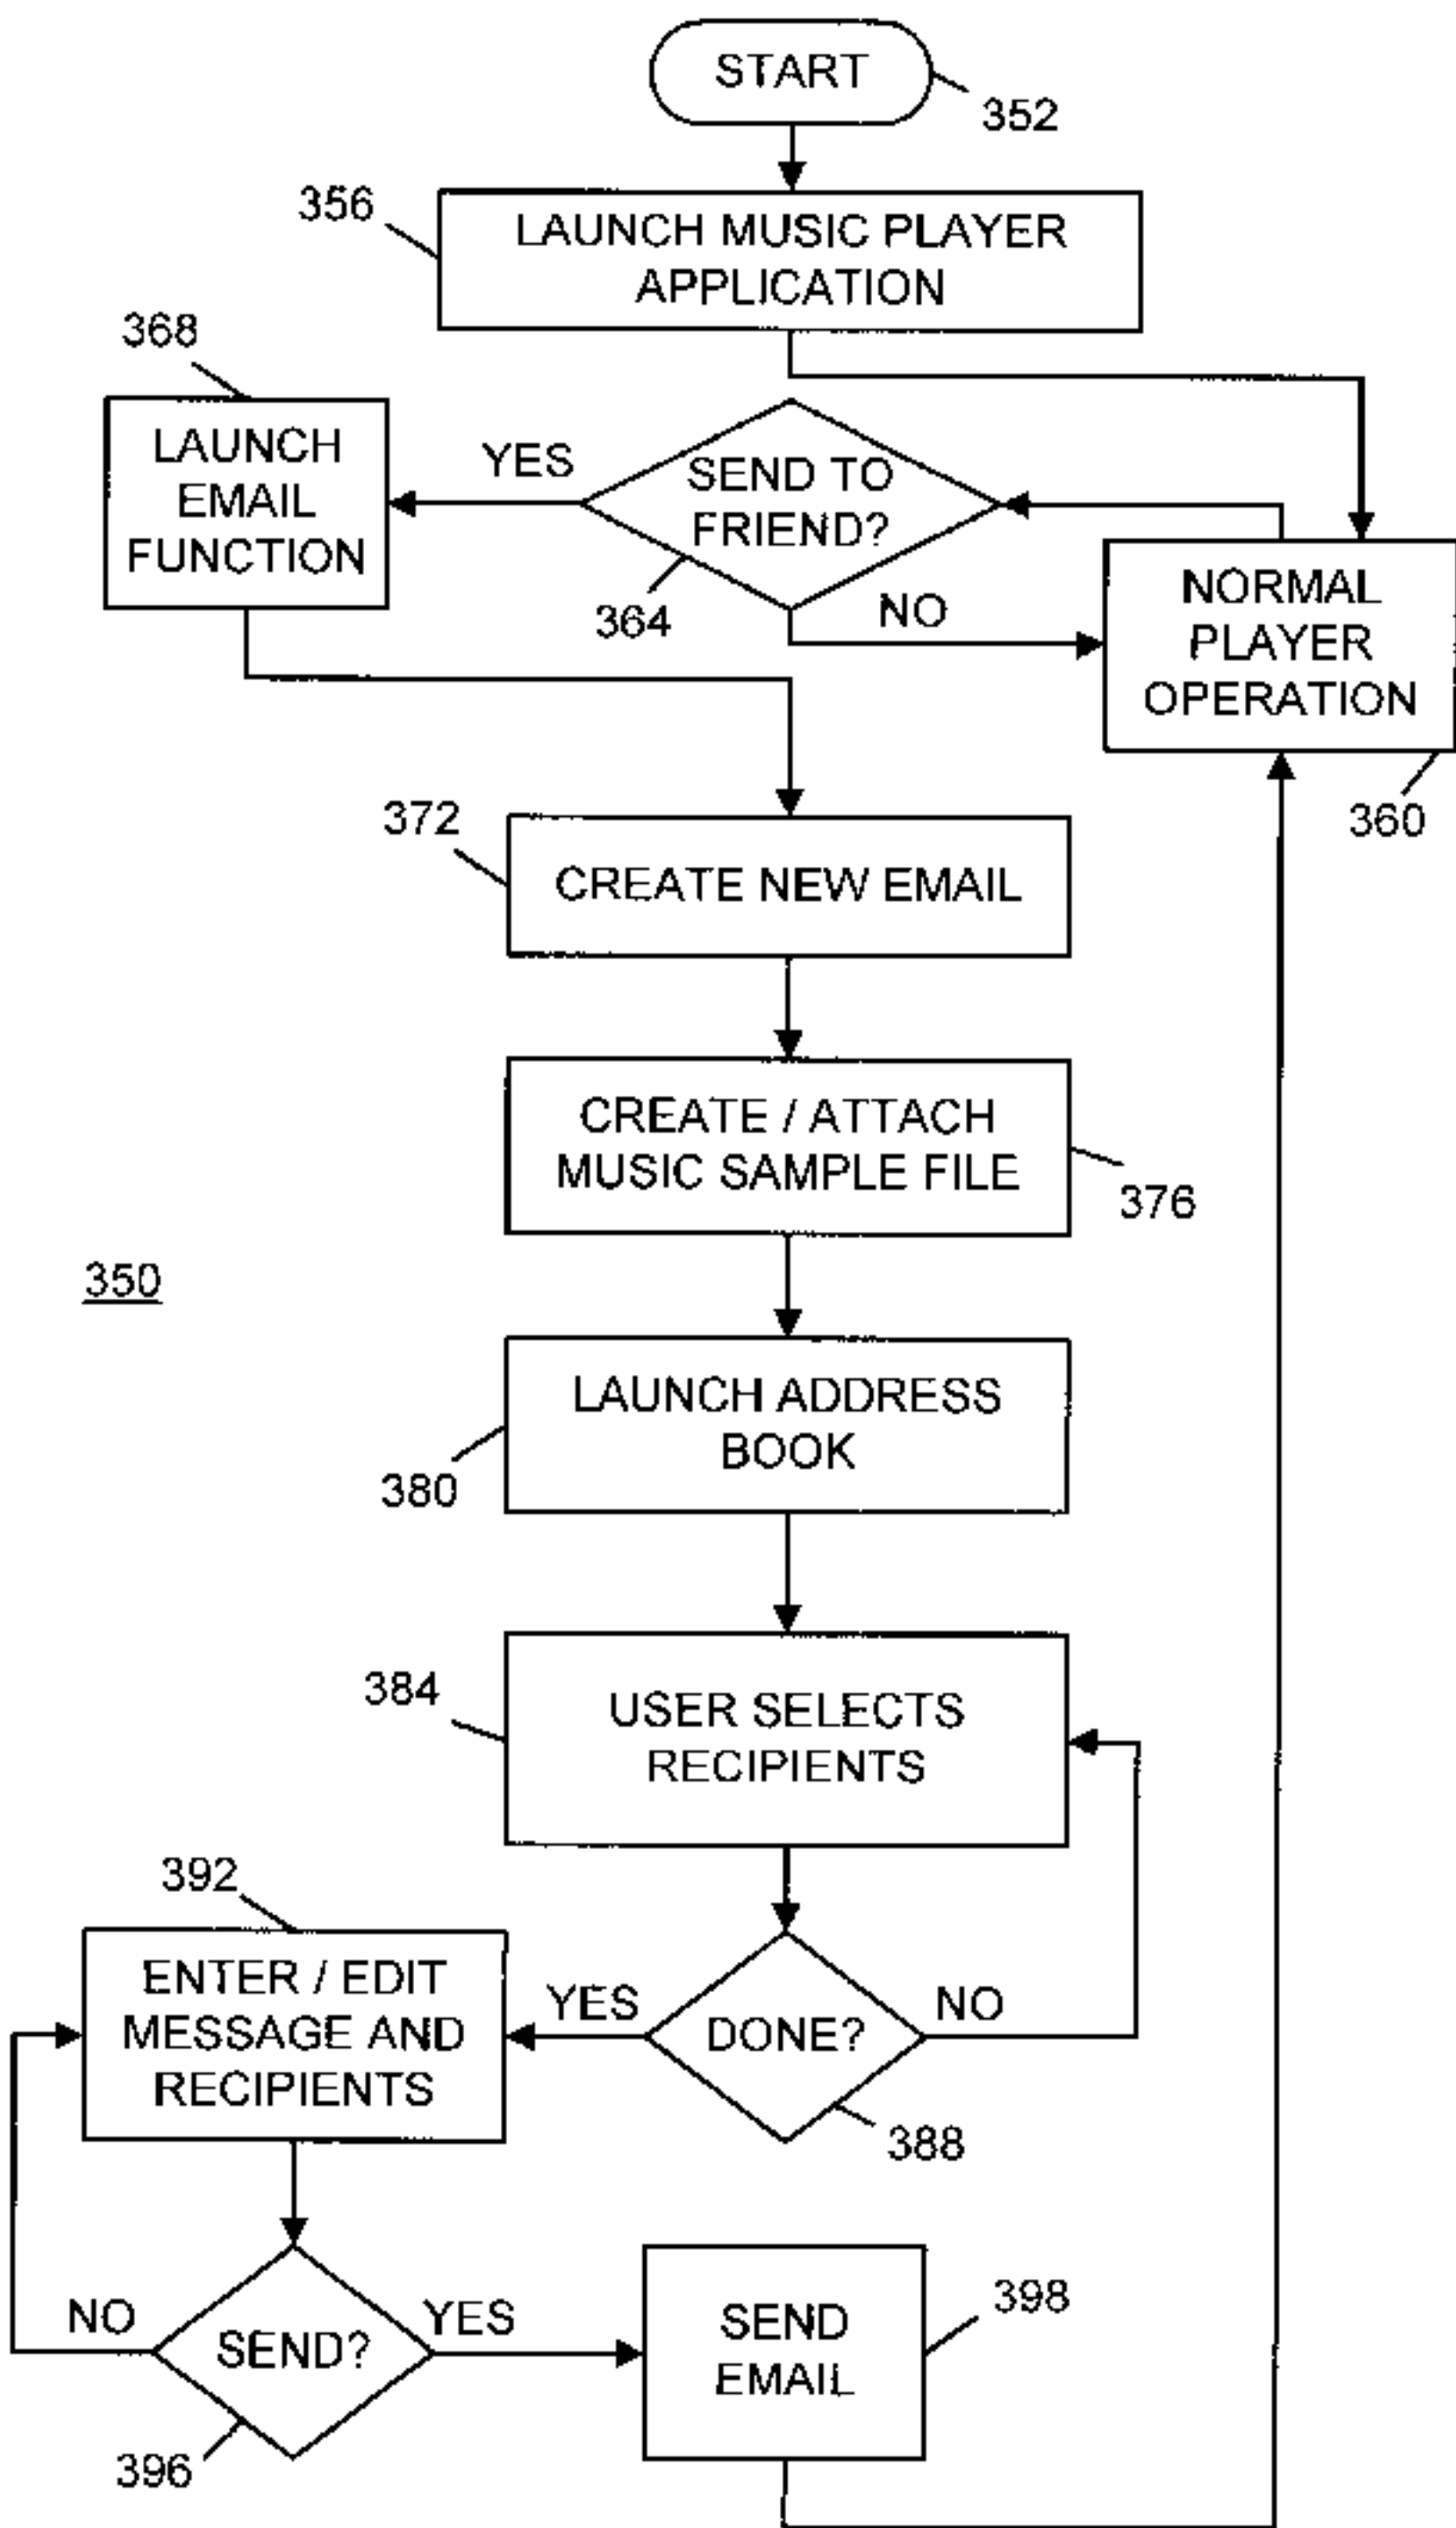 START
352
356
LAUNCH MUSIC PLAYER
APPLICATION
368
LAUNCH
EMAIL
FUNCTION
YES
SEND TO
FRIEND?
364
NO
NORMAL
PLAYER
OPERATION
360
372
CREATE NEW EMAIL
CREATE / ATTACH
MUSIC SAMPLE FILE
376
350
LAUNCH ADDRESS
BOOK
380
384
USER SELECTS
RECIPIENTS
392
ENTER / EDIT
MESSAGE AND
RECIPIENTS
YES
DONE?
NO
388
NO
SEND?
YES
396
SEND
EMAIL
398